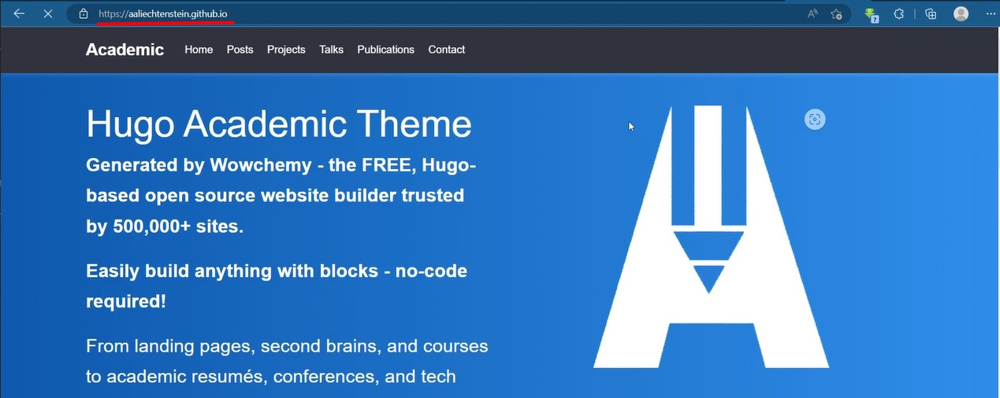 https://aaliechtenstein.github.io
Academic Home Posts Projects Talks Publications Contact
Hugo Academic Theme
Generated by Wowchemy - the FREE, Hugo-
based open source website builder trusted
by 500,000+ sites.
Easily build anything with blocks - no-code
required!
From landing pages, second brains, and courses
to academic resumés, conferences, and tech